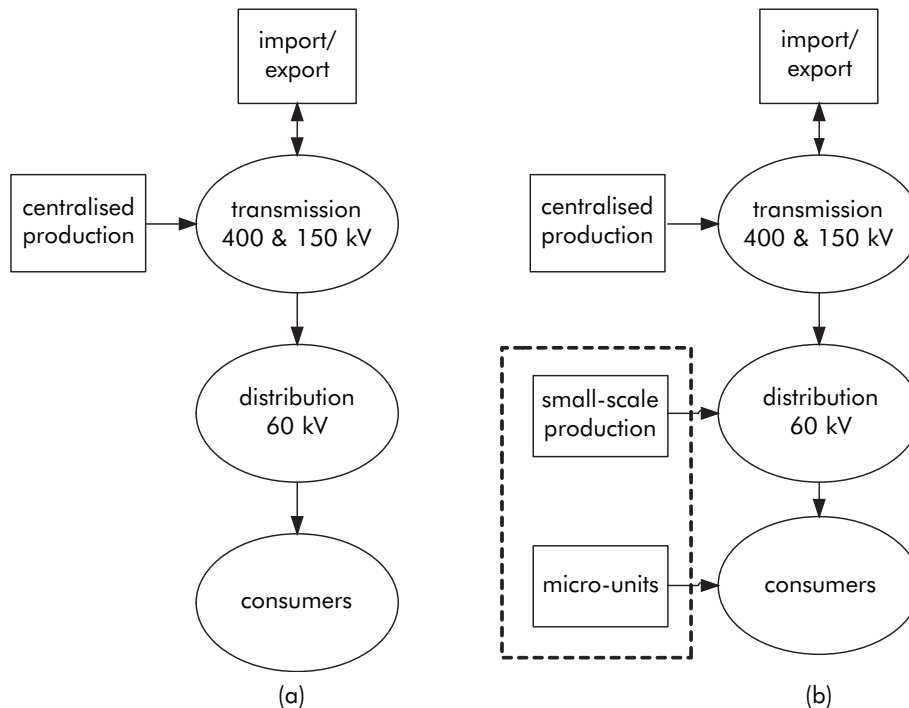 import/
export
centralised
production
transmission
400 & 150 kV
distribution
60 kV
consumers
(a)
import/
export
centralised
production
transmission
400 & 150 kV
small-scale
production
distribution
60 kV
micro-units
consumers
(b)